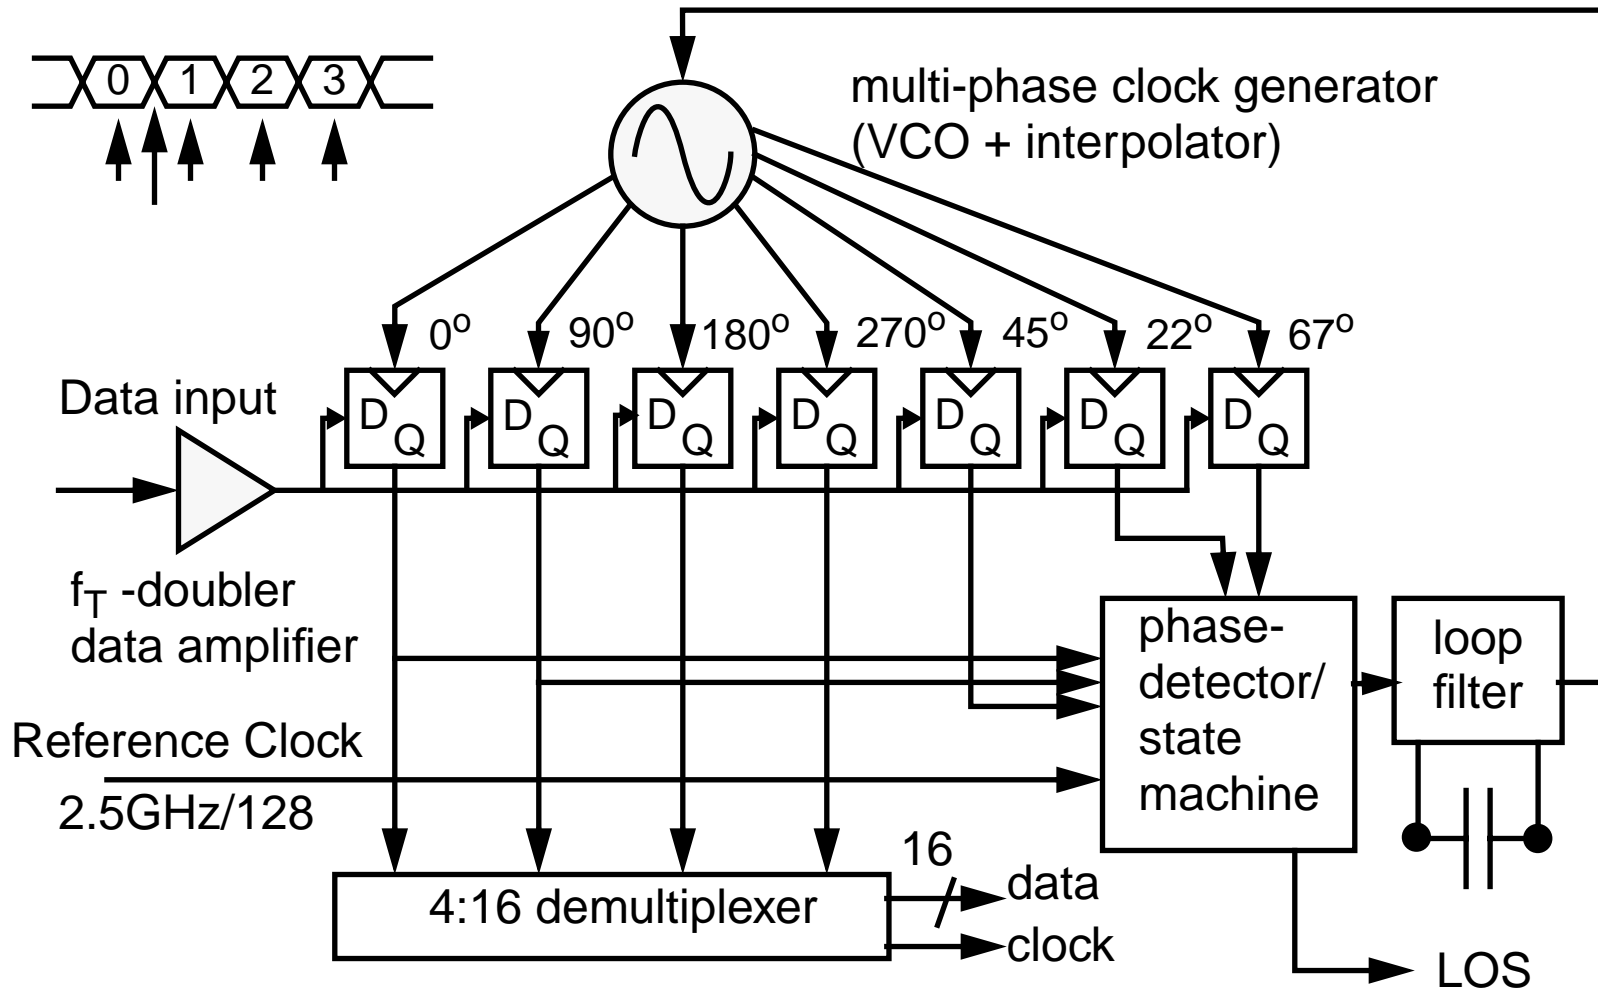 0 1 2 3
multi-phase clock generator
(VCO + interpolator)
0o 90o 180o 270o 45o 22o 67o
D Q D Q D Q D Q D Q D Q D Q
Data input
fT -doubler
data amplifier
phase-
detector/
state
machine
loop
filter
Reference Clock
2.5GHz/128
16
4:16 demultiplexer
data
clock
LOS